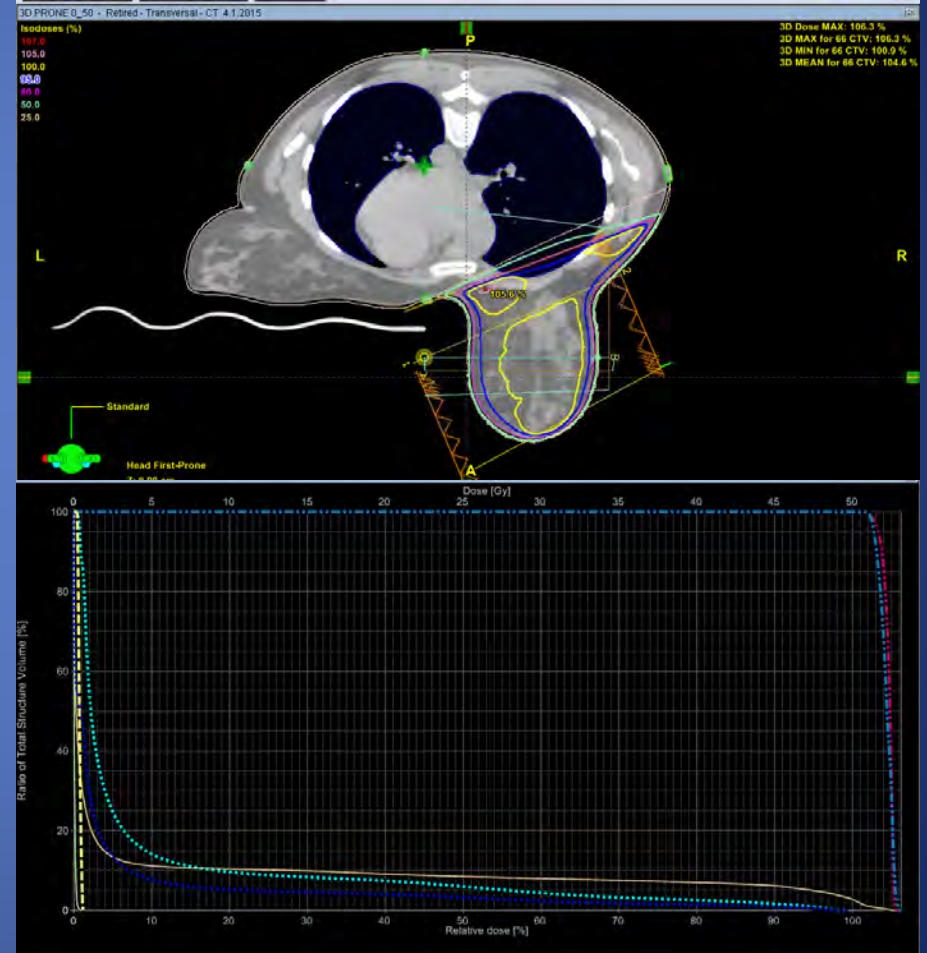 3D PRONE 0_50 - Retired - Transversal - CT 4.1.2015
Isodoses (%)
107.0
105.0
100.0
95.0
50.0
25.0
3D Dose MAX: 106.3 %
3D MAX for 66 CTV: 106.3 %
3D MIN for 66 CTV: 100.9 %
3D MEAN for 66 CTV: 104.6 %
P
L
R
105.6 %
2
B
Standard
Head First-Prone
A
Dose [Gy]
0 5 10 15 20 25 30 35 40 45 50
Ratio of Total Structure Volume [%]
100
80
60
40
20
0
0 10 20 30 40 50 60 70 80 90 100
Relative dose [%]